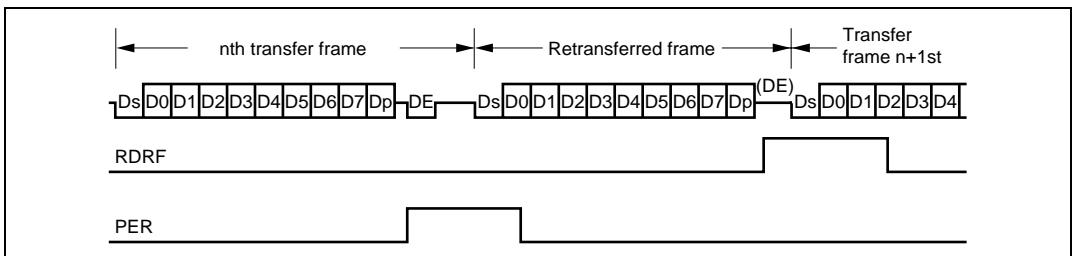 nth transfer frame
Retransferred frame
Transfer
frame n+1st
Ds D0 D1 D2 D3 D4 D5 D6 D7 Dp DE Ds D0 D1 D2 D3 D4 D5 D6 D7 Dp (DE) Ds D0 D1 D2 D3 D4
RDRF
PER